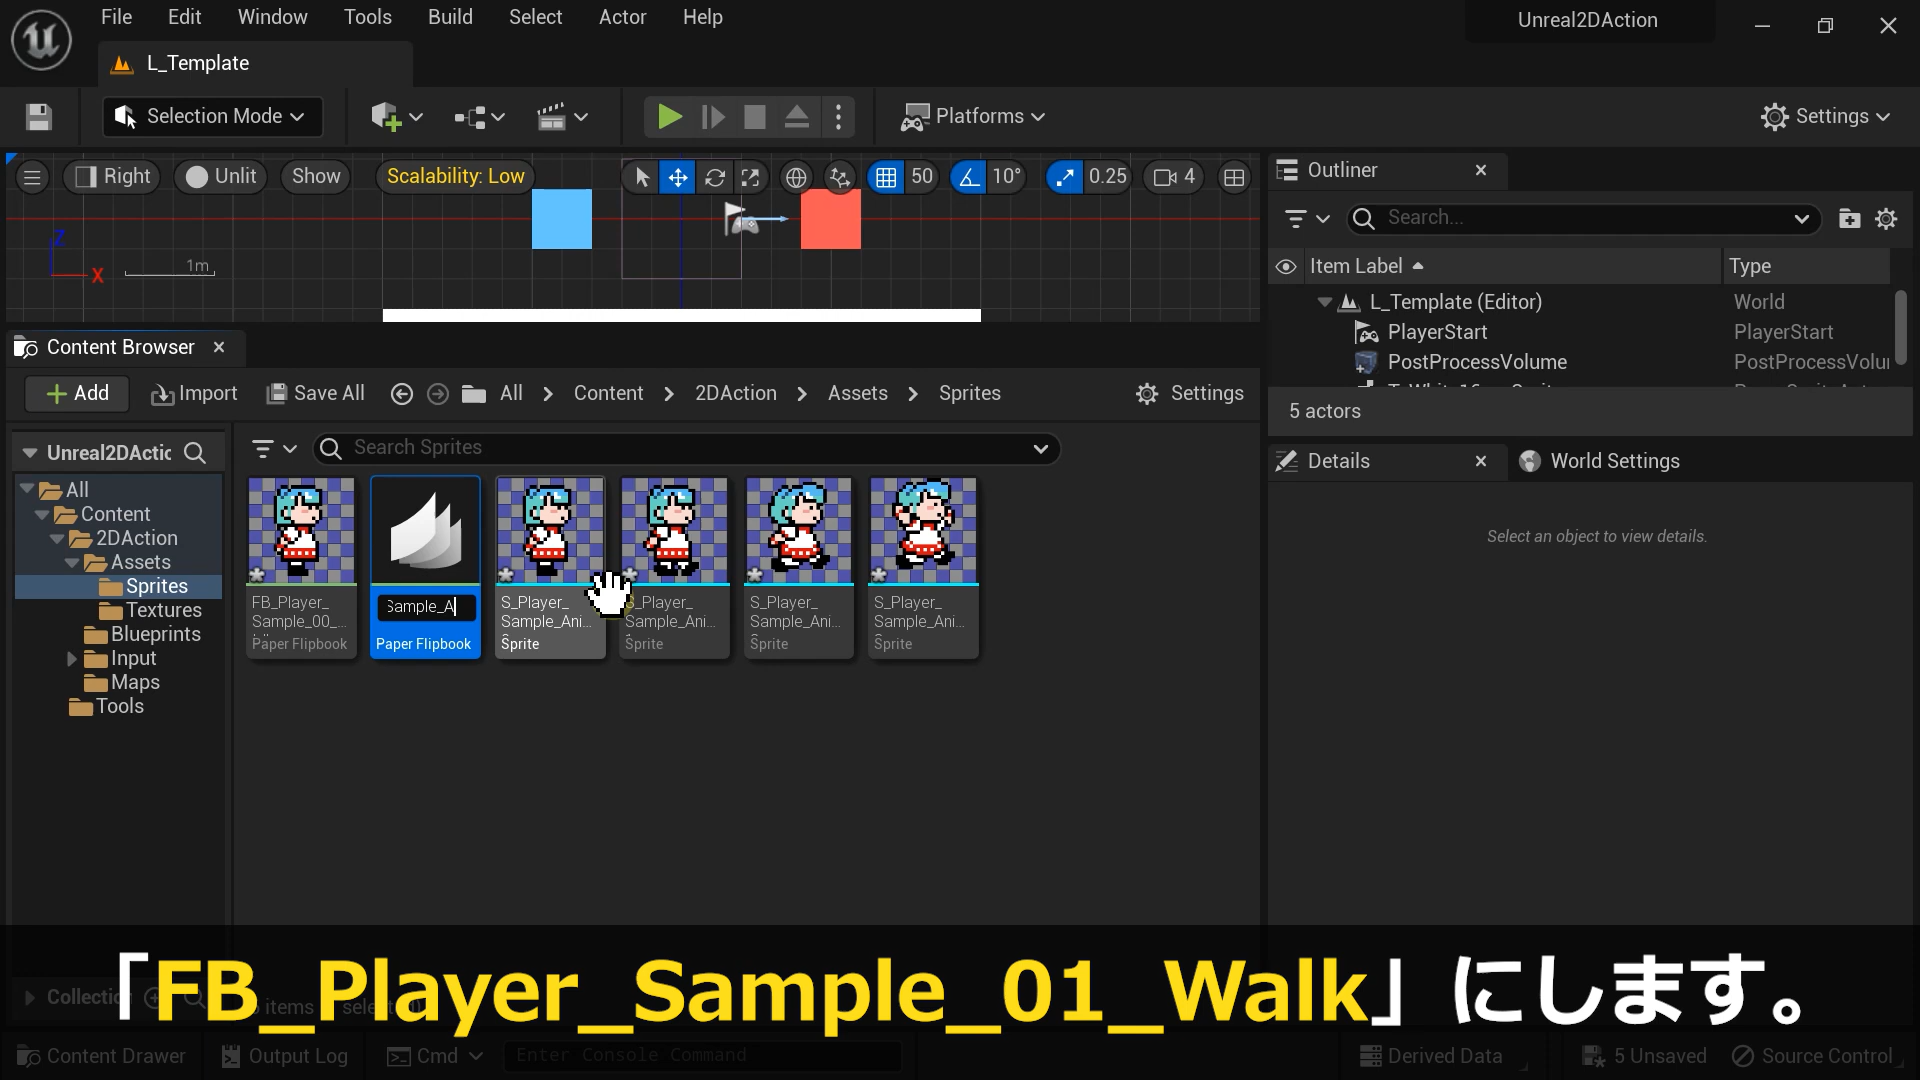 File Edit Window Tools Build Select Actor Help
Unreal2DAction
L_Template
Selection Mode
Platforms
Settings
Right Unlit Show Scalability: Low
50 10° 0.25 4
Z
X
1m
Outliner
Search...
Item Label Type
L_Template (Editor) World
PlayerStart PlayerStart
PostProcessVolume PostProcessVolu
5 actors
Details
World Settings
Select an object to view details.
Content Browser
Add Import Save All All Content 2DAction Assets Sprites Settings
Unreal2DActic
Search Sprites
All
Content
2DAction
Assets
Sprites
Textures
Blueprints
Input
Maps
Tools
FB_Player_
Sample_00_...
Paper Flipbook
Sample_A
Paper Flipbook
S_Player_
Sample_Ani...
Sprite
S_Player_
Sample_Ani...
Sprite
S_Player_
Sample_Ani...
Sprite
S_Player_
Sample_Ani...
Sprite
「FB_Player_Sample_01_Walk」にします。
Content Drawer Output Log Cmd Enter Console Command
Derived Data 5 Unsaved Source Control